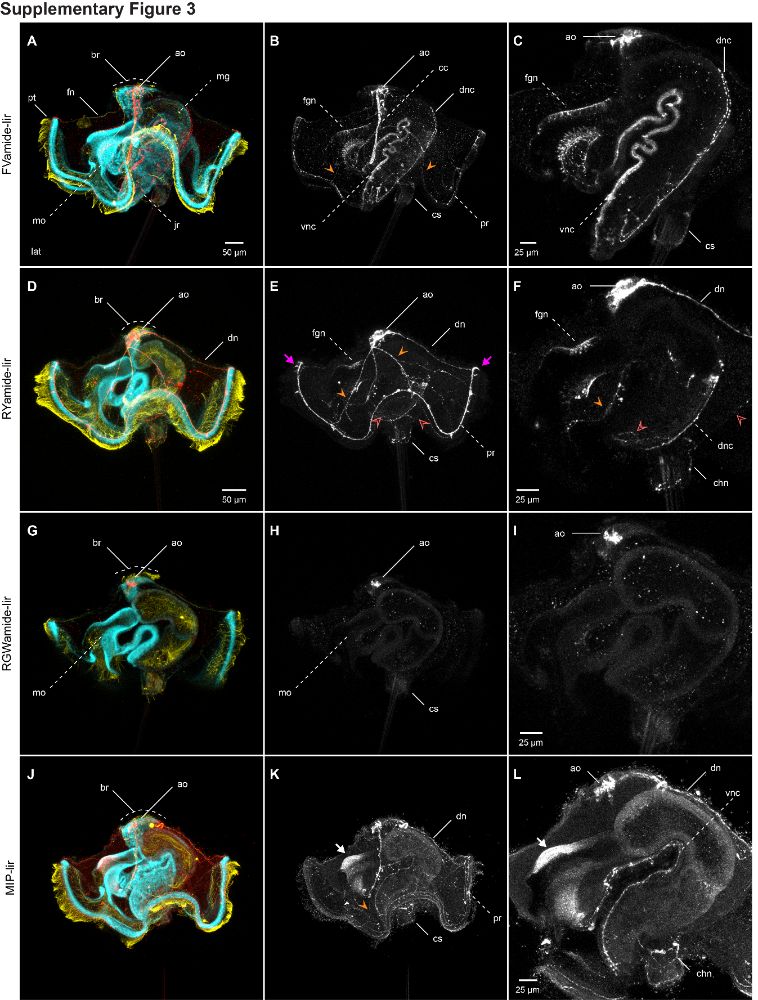 Supplementary Figure 3
FVamide-lir
A
br
ao
mg
fn
pt
mo
jr
lat
50 µm
B
ao
cc
dnc
fgn
vnc
cs
pr
C
ao
dnc
fgn
vnc
cs
25 µm
RYamide-lir
D
br
ao
dn
50 µm
E
ao
dn
fgn
cs
pr
F
ao
dn
fgn
dnc
chn
25 µm
RGWamide-lir
G
br
ao
mo
H
ao
mo
cs
I
ao
25 µm
MIP-lir
J
br
ao
K
dn
pr
cs
L
ao
dn
vnc
chn
25 µm